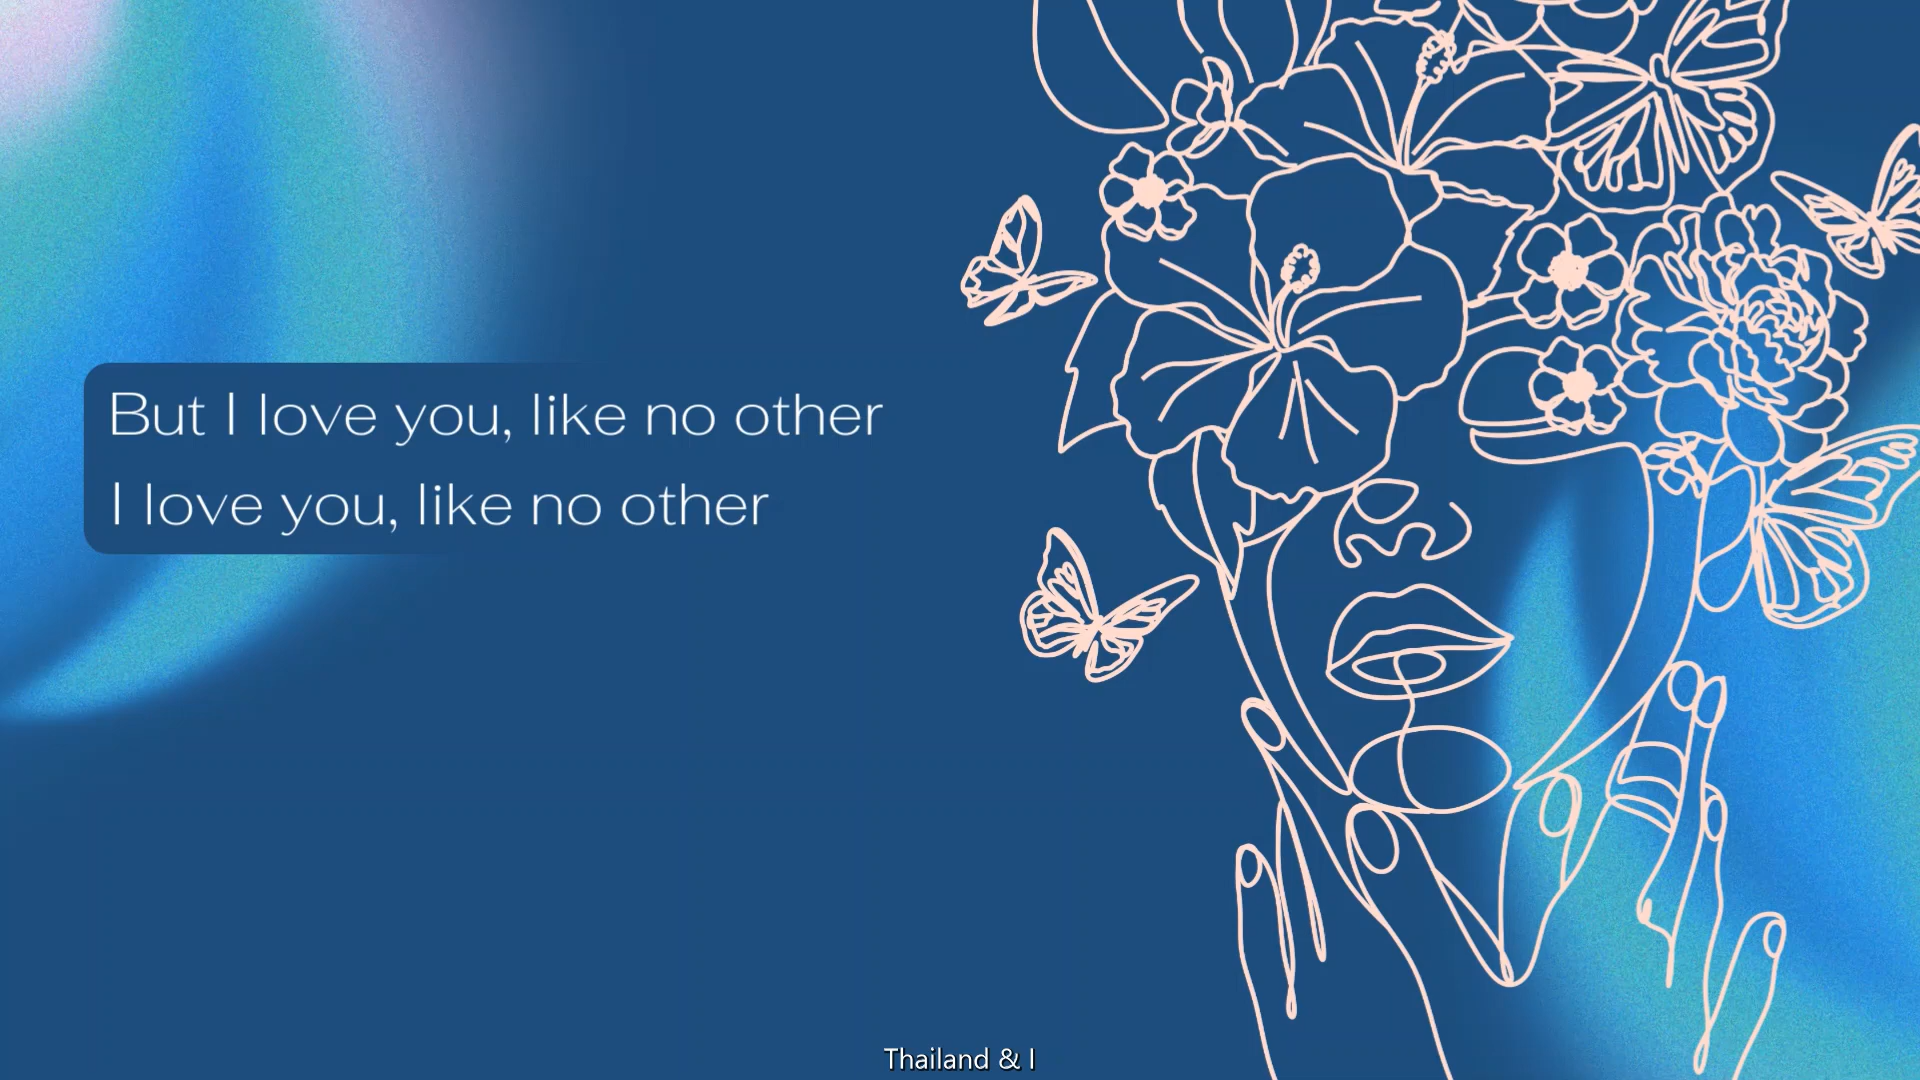 But I love you, like no other
I love you, like no other
Thailand & I